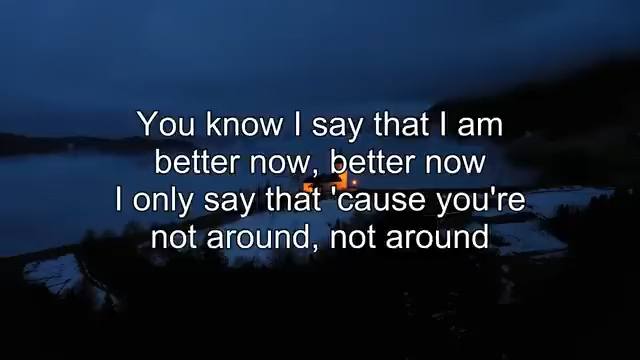 You know I say that I am
better now, better now
I only say that 'cause you're
not around, not around